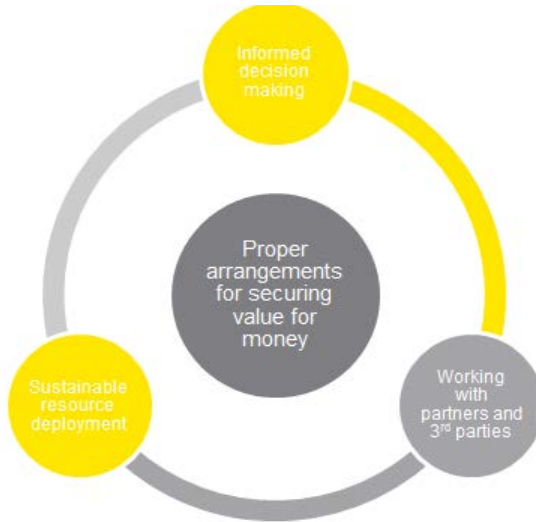 Informed
decision
making
Proper
arrangements
for securing
value for
money
Sustainable
resource
deployment
Working
with
partners and
3rd parties